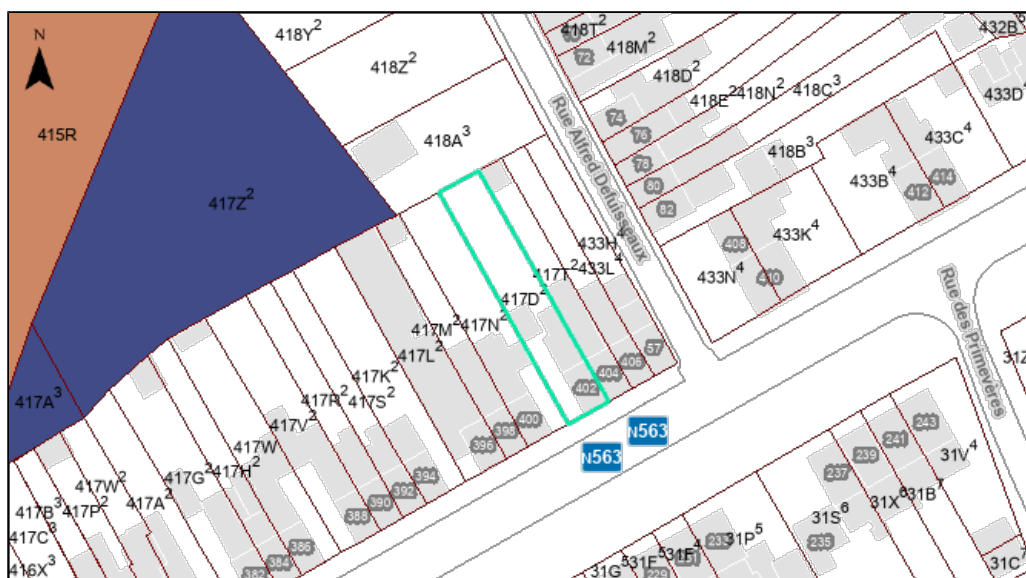 N
418Y²
418Z²
418A³
415R
417Z²
417A³
418T²
72
418M²
418D²
418E²
418N²
418C³
432B
433D⁴
74
76
78
80
82
418B³
433C⁴
433B⁴
412
414
433K⁴
408
410
433N⁴
Rue Alfred Defuisseaux
Rue des Primevères
433H⁴
433L⁴
417T²
417D²
417N²
417M²
417L²
417K²
417S²
417R²
417V²
417W
417H²
417G²
417A²
417W²
417P²
417B³
417C³
416X³
57
406
404
402
400
398
396
394
392
390
388
386
384
382
N563
N563
31Z
243
241
239
237
235
31V⁴
31B⁷
31X⁶
31S⁶
31P⁵
31F⁴
31F⁵
31G⁵
229
31C⁷